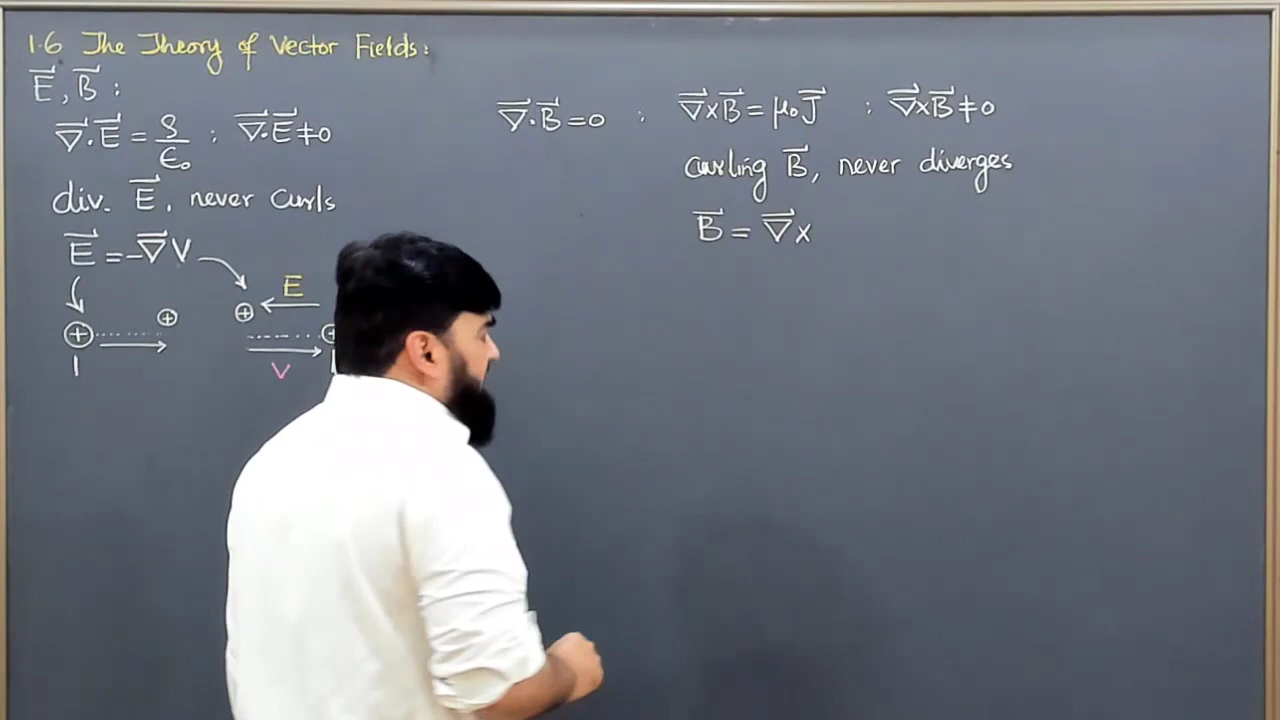 1.6 The Theory of Vector Fields:
E⃗, B⃗ :
∇⃗·E⃗ = ρ/ε₀ ; ∇⃗·E⃗ ≠ 0
div. E⃗, never curls
E⃗ = -∇⃗V
E
V
∇⃗·B⃗ = 0 ; ∇⃗×B⃗ = μ₀J⃗ ; ∇⃗×B⃗ ≠ 0
curling B⃗, never diverges
B⃗ = ∇⃗×